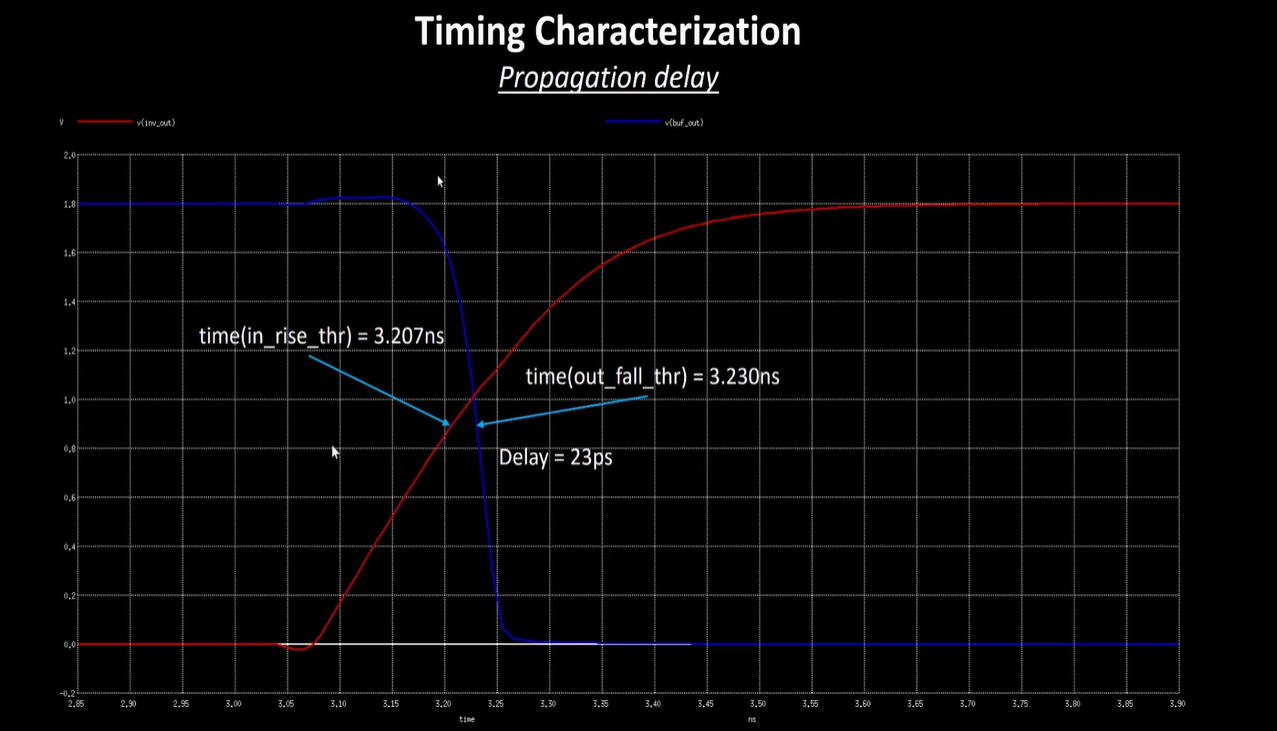 Timing Characterization
Propagation delay
V v(inv_out) v(buf_out)
2.0
1.8
1.6
1.4
time(in_rise_thr) = 3.207ns
1.2
time(out_fall_thr) = 3.230ns
1.0
0.8
Delay = 23ps
0.6
0.4
0.2
0.0
-0.2
2.85 2.90 2.95 3.00 3.05 3.10 3.15 3.20 3.25 3.30 3.35 3.40 3.45 3.50 3.55 3.60 3.65 3.70 3.75 3.80 3.85 3.90
time ns